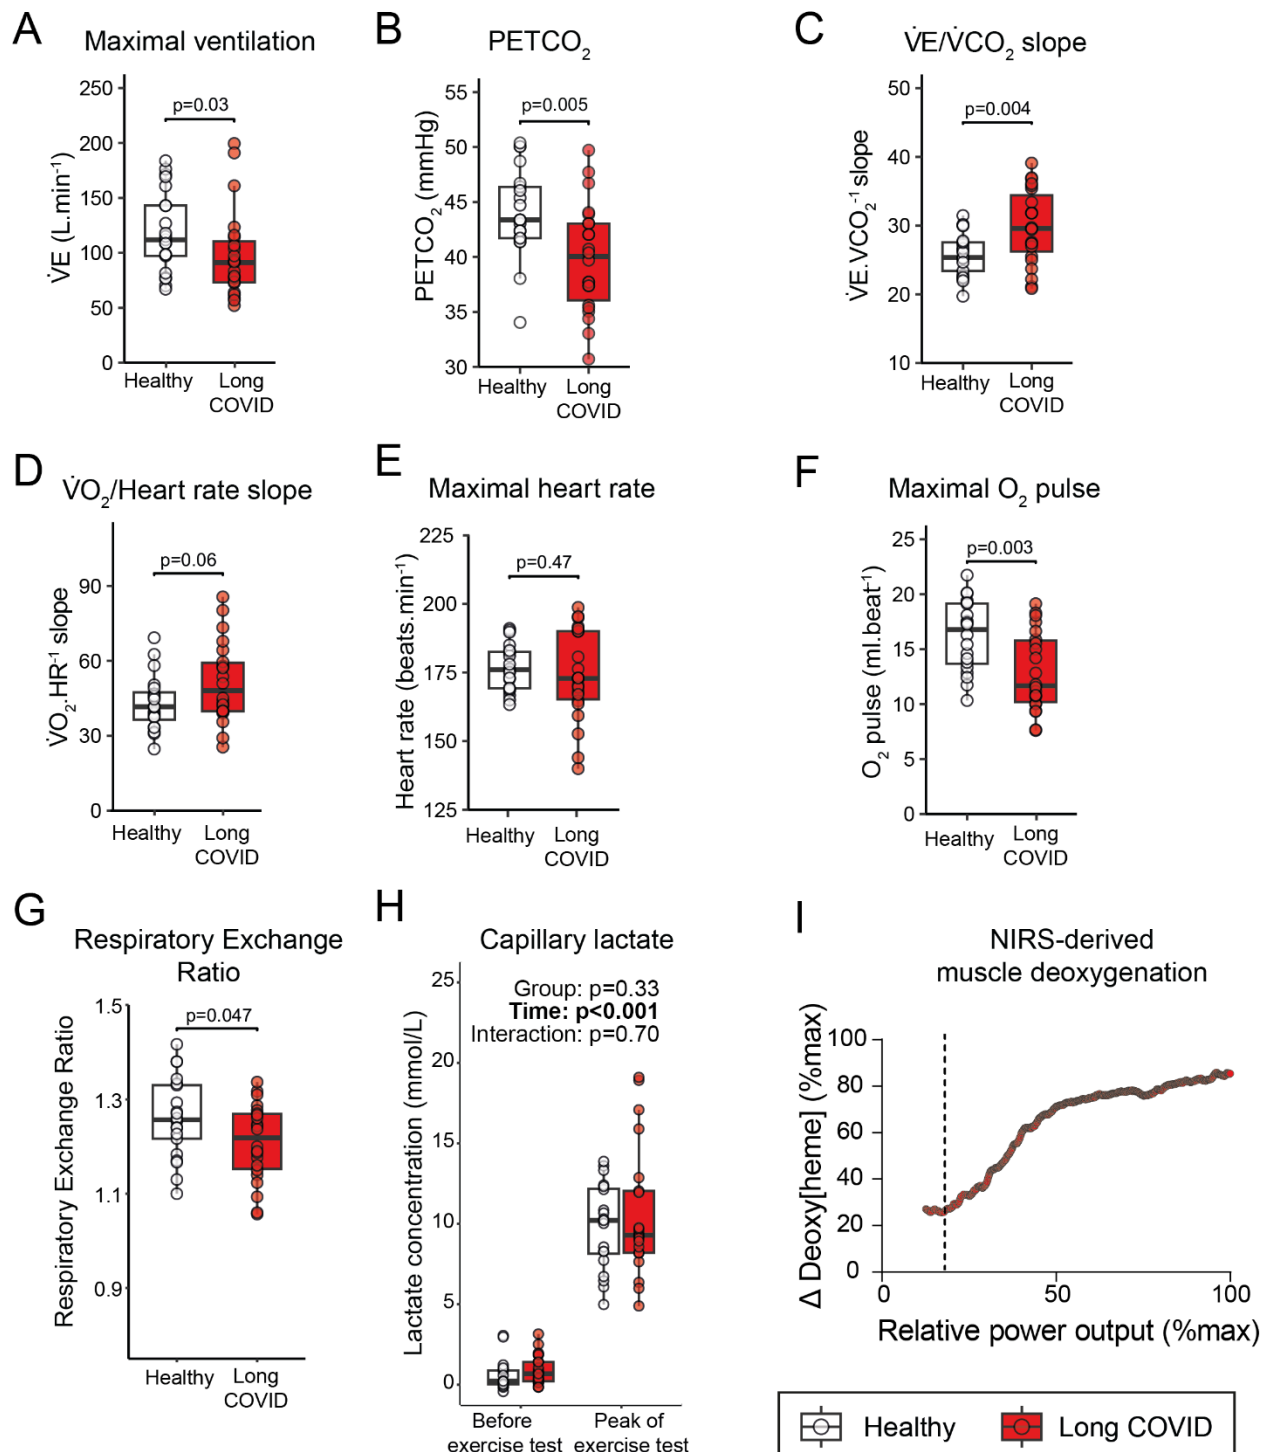 A
Maximal ventilation
V̇E (L.min⁻¹)
250
200
150
100
50
0
p=0.03
Healthy
Long
COVID
B
PETCO₂
PETCO₂ (mmHg)
55
50
45
40
35
30
p=0.005
Healthy
Long
COVID
C
V̇E/V̇CO₂ slope
V̇E.VCO₂⁻¹ slope
50
40
30
20
10
p=0.004
Healthy
Long
COVID
D
V̇O₂/Heart rate slope
V̇O₂.HR⁻¹ slope
90
60
30
0
p=0.06
Healthy
Long
COVID
E
Maximal heart rate
Heart rate (beats.min⁻¹)
225
200
175
150
125
p=0.47
Healthy
Long
COVID
F
Maximal O₂ pulse
O₂ pulse (ml.beat⁻¹)
25
20
15
10
5
0
p=0.003
Healthy
Long
COVID
G
Respiratory Exchange
Ratio
Respiratory Exchange Ratio
1.5
1.3
1.1
0.9
p=0.047
Healthy
Long
COVID
H
Capillary lactate
Lactate concentration (mmol/L)
25
20
15
10
5
0
Group: p=0.33
Time: p<0.001
Interaction: p=0.70
Before
exercise test
Peak of
exercise test
I
NIRS-derived
muscle deoxygenation
Δ Deoxy[heme] (%max)
100
80
60
40
20
0
0
50
100
Relative power output (%max)
Healthy
Long COVID